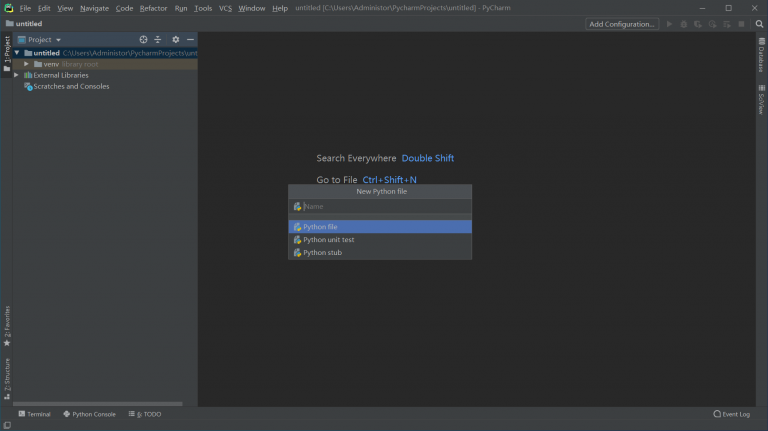 File Edit View Navigate Code Refactor Run Tools VCS Window Help untitled [C:\Users\Administor\PycharmProjects\untitled] - PyCharm
untitled
Add Configuration...
1: Project
Project
untitled C:\Users\Administor\PycharmProjects\unt
venv library root
External Libraries
Scratches and Consoles
Search Everywhere Double Shift
Go to File Ctrl+Shift+N
New Python file
Name
Python file
Python unit test
Python stub
Database
SciView
2: Favorites
Z: Structure
Terminal Python Console 6: TODO Event Log